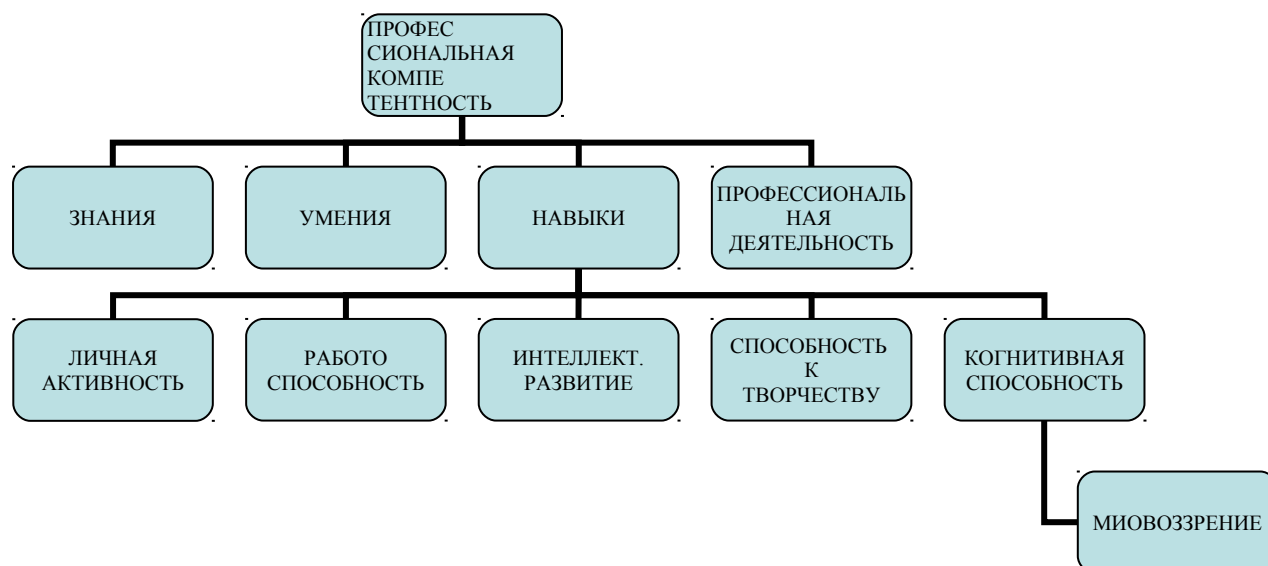 ПРОФЕС
СИОНАЛЬНАЯ
КОМПЕ
ТЕНТНОСТЬ
ЗНАНИЯ
УМЕНИЯ
НАВЫКИ
ПРОФЕССИОНАЛЬ
НАЯ
ДЕЯТЕЛЬНОСТЬ
ЛИЧНАЯ
АКТИВНОСТЬ
РАБОТО
СПОСОБНОСТЬ
ИНТЕЛЛЕКТ.
РАЗВИТИЕ
СПОСОБНОСТЬ
К
ТВОРЧЕСТВУ
КОГНИТИВНАЯ
СПОСОБНОСТЬ
МИОВОЗЗРЕНИЕ